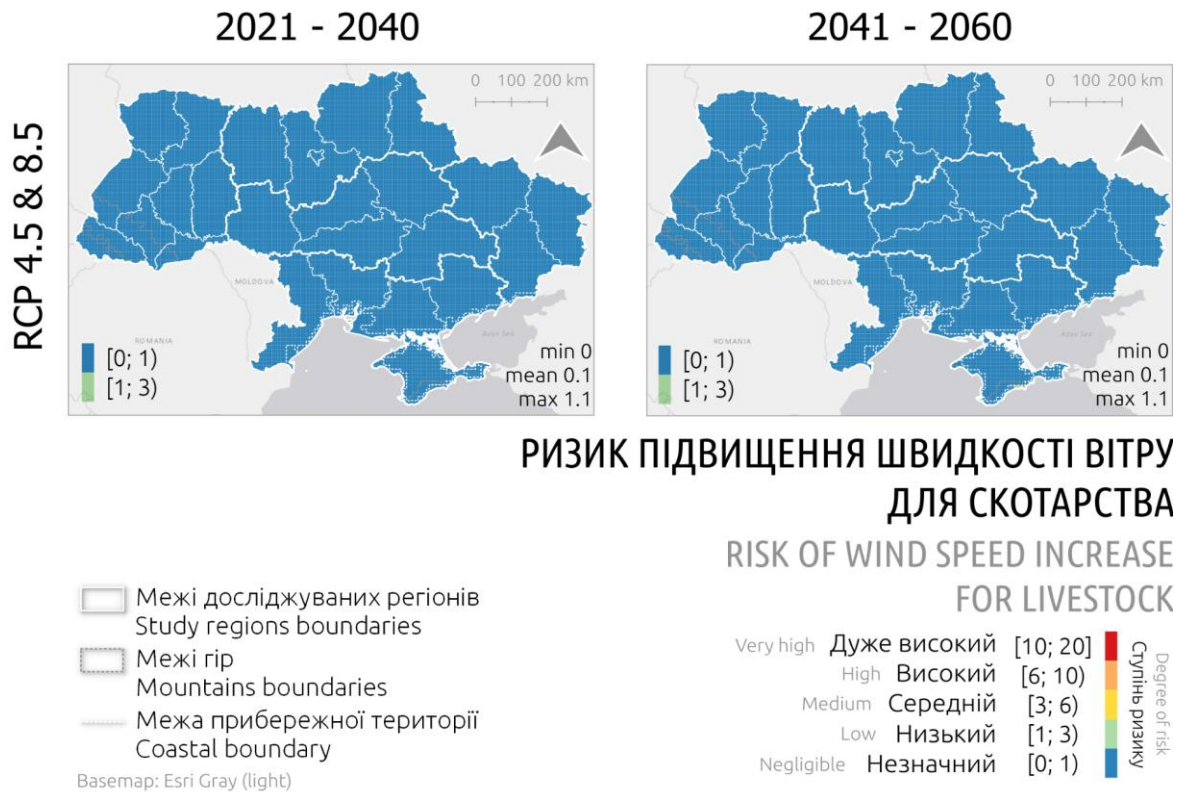 2021 - 2040
2041 - 2060
RCP 4.5 & 8.5
0 100 200 km
MOLDOVA
ROMANIA
Azov Sea
[0; 1)
[1; 3)
min 0
mean 0.1
max 1.1
0 100 200 km
MOLDOVA
ROMANIA
Azov Sea
[0; 1)
[1; 3)
min 0
mean 0.1
max 1.1
РИЗИК ПІДВИЩЕННЯ ШВИДКОСТІ ВІТРУ
ДЛЯ СКОТАРСТВА
RISK OF WIND SPEED INCREASE
FOR LIVESTOCK
Межі досліджуваних регіонів
Study regions boundaries
Межі гір
Mountains boundaries
Межа прибережної території
Coastal boundary
Basemap: Esri Gray (light)
Very high Дуже високий [10; 20]
High Високий [6; 10)
Medium Середній [3; 6)
Low Низький [1; 3)
Negligible Незначний [0; 1)
Ступінь ризику
Degree of risk